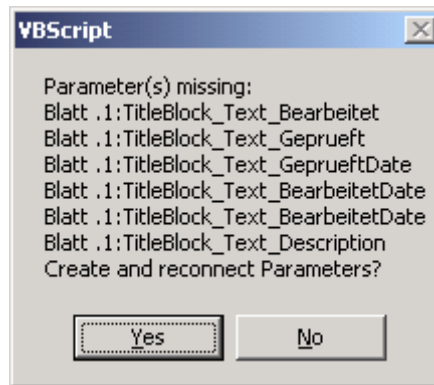 VBScript
Parameter(s) missing:
Blatt .1:TitleBlock_Text_Bearbeitet
Blatt .1:TitleBlock_Text_Geprueft
Blatt .1:TitleBlock_Text_GeprueftDate
Blatt .1:TitleBlock_Text_BearbeitetDate
Blatt .1:TitleBlock_Text_BearbeitetDate
Blatt .1:TitleBlock_Text_Description
Create and reconnect Parameters?
Yes No